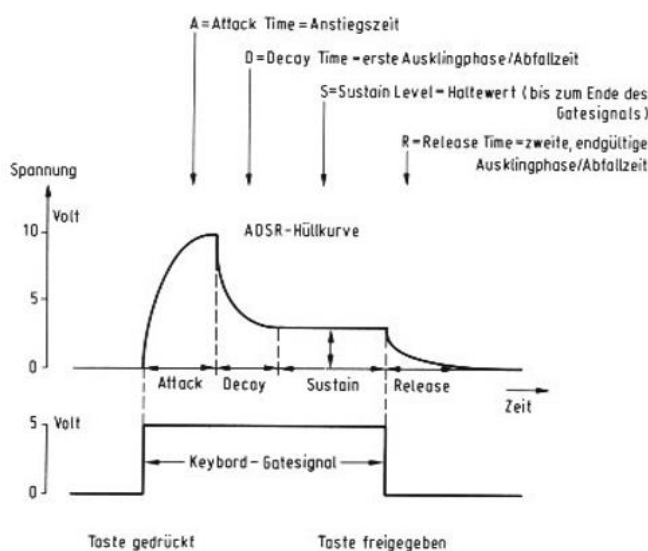 A=Attack Time=Anstiegszeit
D=Decay Time=erste Ausklingphase/Abfallzeit
S=Sustain Level=Haltewert (bis zum Ende des
Gatesignals)
R=Release Time=zweite, endgültige
Ausklingphase/Abfallzeit
Spannung
Volt
10
ADSR-Hüllkurve
5
0
Attack Decay Sustain Release
Zeit
5 Volt
Keybord-Gatesignal
0
Taste gedrückt Taste freigegeben